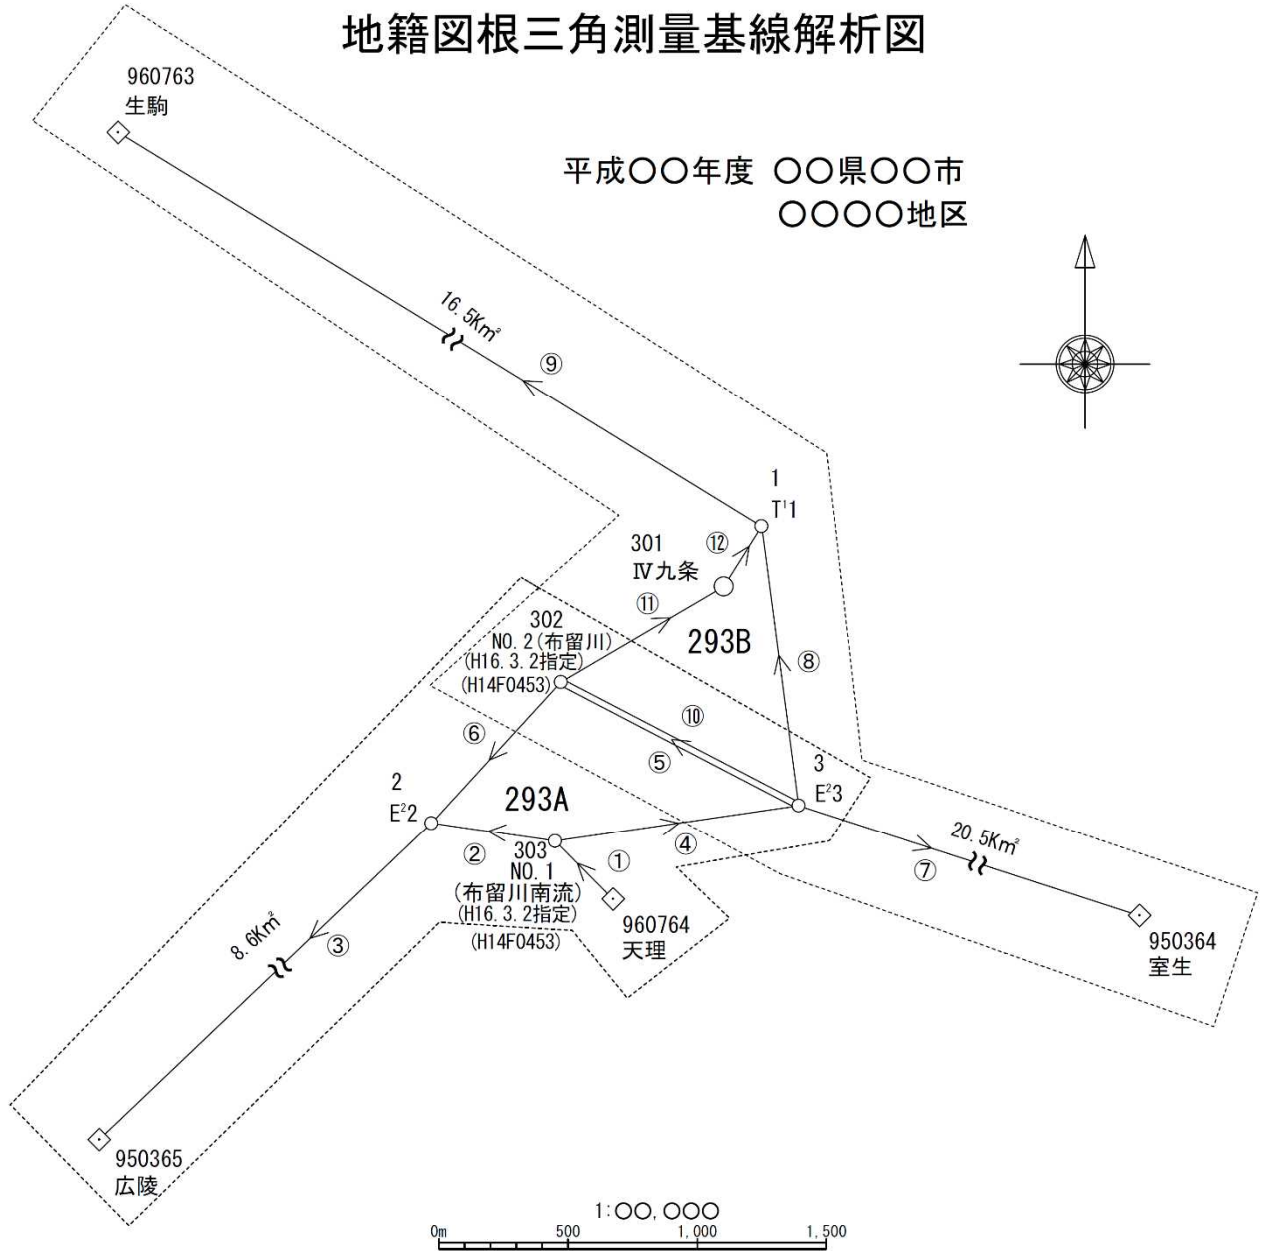 地籍図根三角測量基線解析図
960763
生駒
平成〇〇年度 〇〇県〇〇市
〇〇〇〇地区
16.5Km²
⑨
1
T¹1
301
Ⅳ九条
⑫
⑪
302
NO.2(布留川)
(H16.3.2指定)
(H14F0453)
293B
⑧
⑩
⑤
⑥
3
E²3
2
E²2
293A
20.5Km²
②
303
NO.1
(布留川南流)
(H16.3.2指定)
(H14F0453)
①
④
⑦
960764
天理
950364
室生
8.6Km²
③
950365
広陵
1:〇〇,〇〇〇
0m 500 1,000 1,500